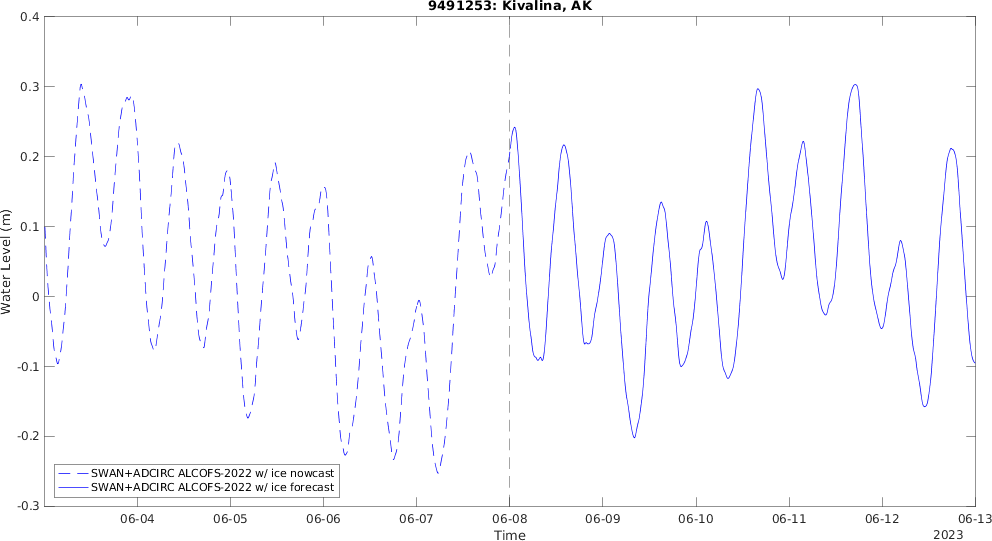 9491253: Kivalina, AK
Water Level (m)
0.4
0.3
0.2
0.1
0
-0.1
-0.2
-0.3
SWAN+ADCIRC ALCOFS-2022 w/ ice nowcast
SWAN+ADCIRC ALCOFS-2022 w/ ice forecast
06-04 06-05 06-06 06-07 06-08 06-09 06-10 06-11 06-12 06-13
Time
2023